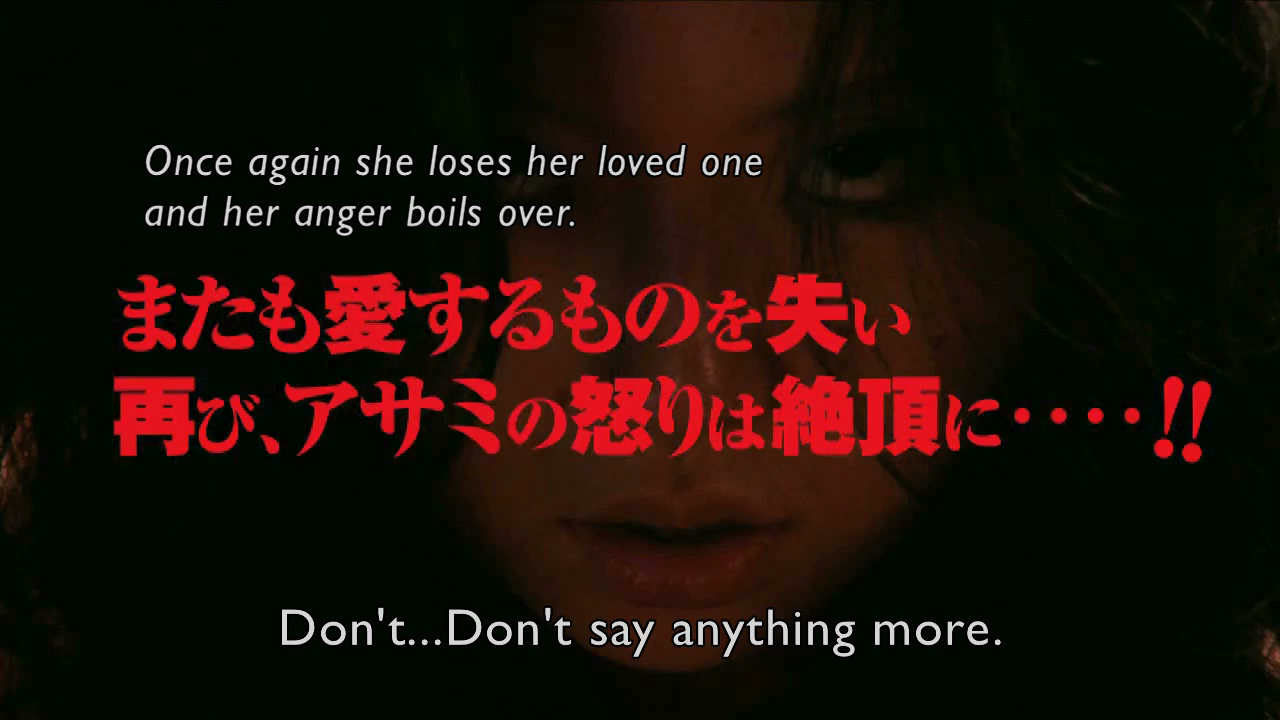 Once again she loses her loved one
and her anger boils over.
またも愛するものを失い
再び、アサミの怒りは絶頂に・・・・!!
Don't...Don't say anything more.